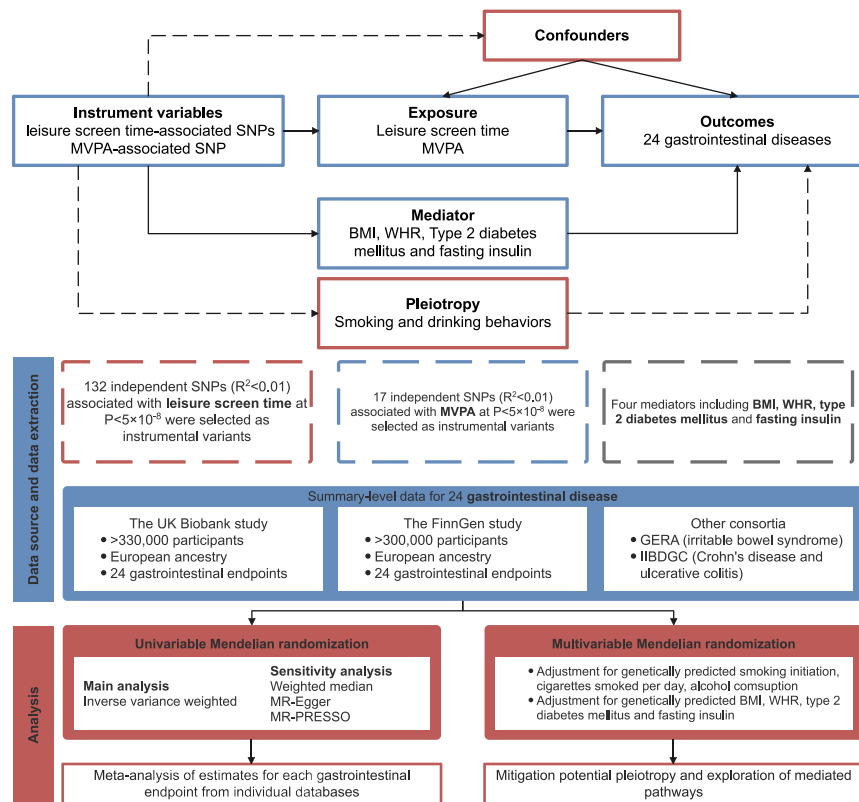 Confounders
Instrument variables
leisure screen time-associated SNPs
MVPA-associated SNP
Exposure
Leisure screen time
MVPA
Outcomes
24 gastrointestinal diseases
Mediator
BMI, WHR, Type 2 diabetes
mellitus and fasting insulin
Pleiotropy
Smoking and drinking behaviors
Data source and data extraction
132 independent SNPs (R²<0.01)
associated with leisure screen time at
P<5×10⁻⁸ were selected as
instrumental variants
17 independent SNPs (R²<0.01)
associated with MVPA at P<5×10⁻⁸ were
selected as instrumental variants
Four mediators including BMI, WHR, type
2 diabetes mellitus and fasting insulin
Summary-level data for 24 gastrointestinal disease
The UK Biobank study
• >330,000 participants
• European ancestry
• 24 gastrointestinal endpoints
The FinnGen study
• >300,000 participants
• European ancestry
• 24 gastrointestinal endpoints
Other consortia
• GERA (irritable bowel syndrome)
• IIBDGC (Crohn's disease and
ulcerative colitis)
Analysis
Univariable Mendelian randomization
Main analysis
Inverse variance weighted
Sensitivity analysis
Weighted median
MR-Egger
MR-PRESSO
Multivariable Mendelian randomization
• Adjustment for genetically predicted smoking initiation,
cigarettes smoked per day, alcohol comsuption
• Adjustment for genetically predicted BMI, WHR, type 2
diabetes mellitus and fasting insulin
Meta-analysis of estimates for each gastrointestinal
endpoint from individual databases
Mitigation potential pleiotropy and exploration of mediated
pathways